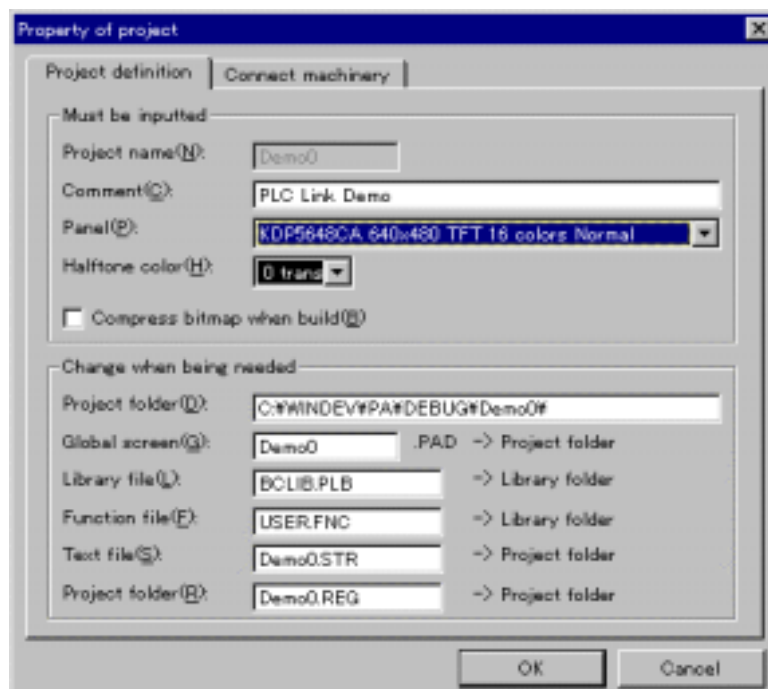 Property of project
Project definition Connect machinery
Must be inputted
Project name(N): Demo0
Comment(C): PLC Link Demo
Panel(P): KDP5648CA 640x480 TFT 16 colors Normal
Halftone color(H): 0 trans
Compress bitmap when build(B)
Change when being needed
Project folder(D): C:¥WINDEV¥PA¥DEBUG¥Demo0¥
Global screen(G): Demo0 .PAD -> Project folder
Library file(L): BCLIB.PLB -> Library folder
Function file(F): USER.FNC -> Library folder
Text file(S): Demo0.STR -> Project folder
Project folder(R): Demo0.REG -> Project folder
OK Cancel